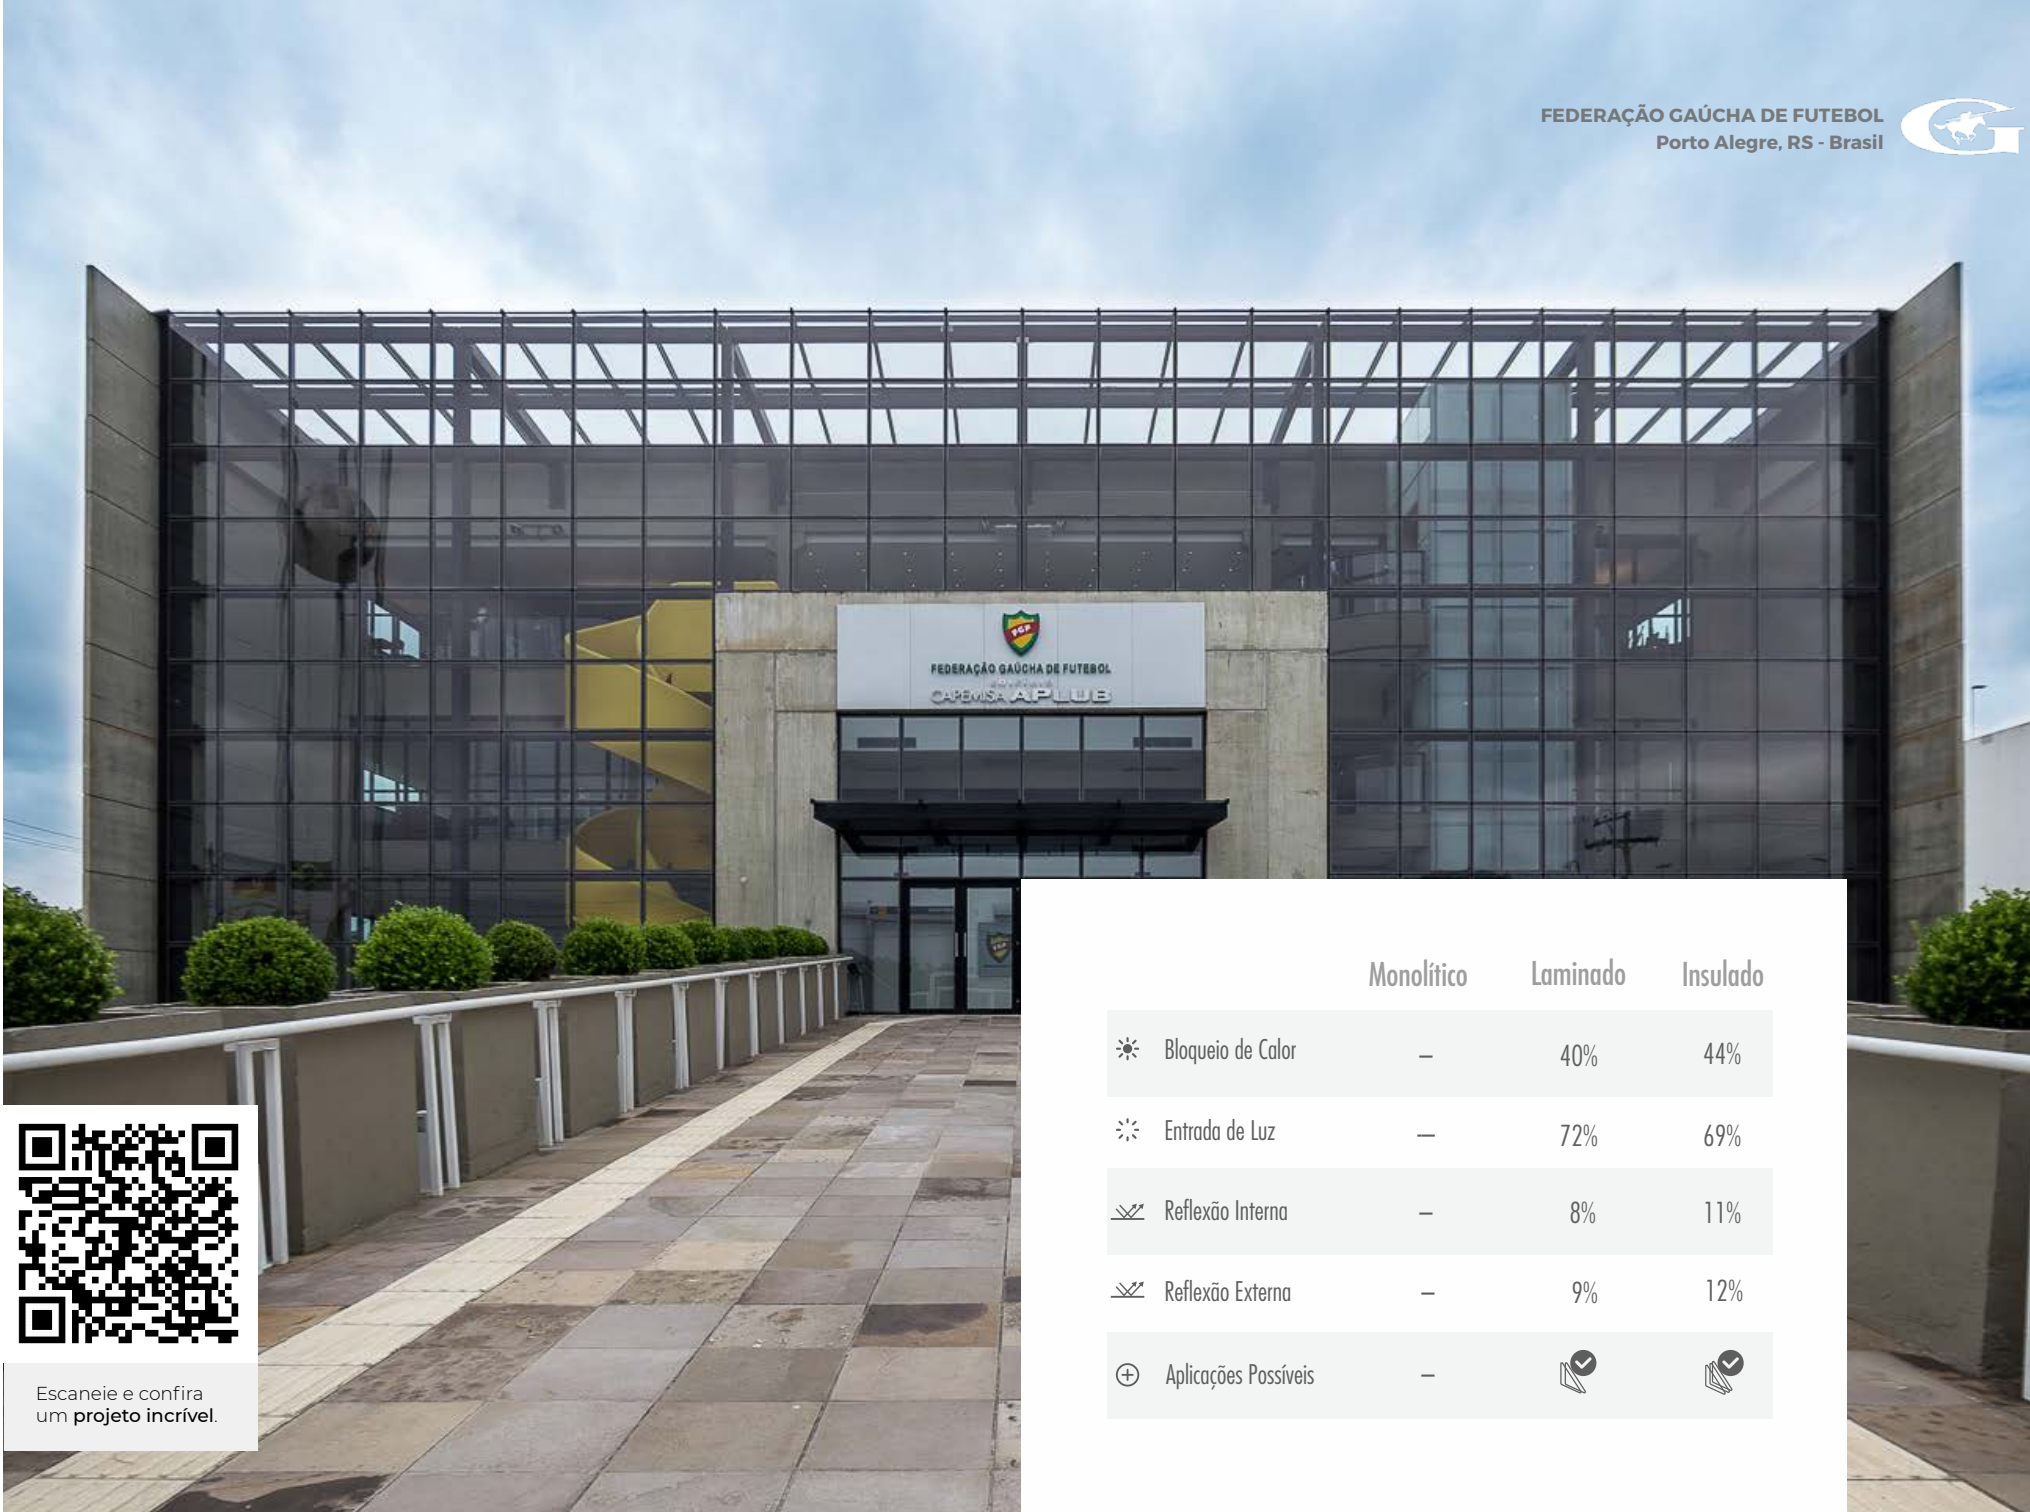 FEDERAÇÃO GAÚCHA DE FUTEBOL
Porto Alegre, RS - Brasil
G
FGF
FEDERAÇÃO GAÚCHA DE FUTEBOL
CAPEMISA APLUB
Monolítico Laminado Insulado
Bloqueio de Calor – 40% 44%
Entrada de Luz – 72% 69%
Reflexão Interna – 8% 11%
Reflexão Externa – 9% 12%
Aplicações Possíveis –
Escaneie e confira
um projeto incrível.